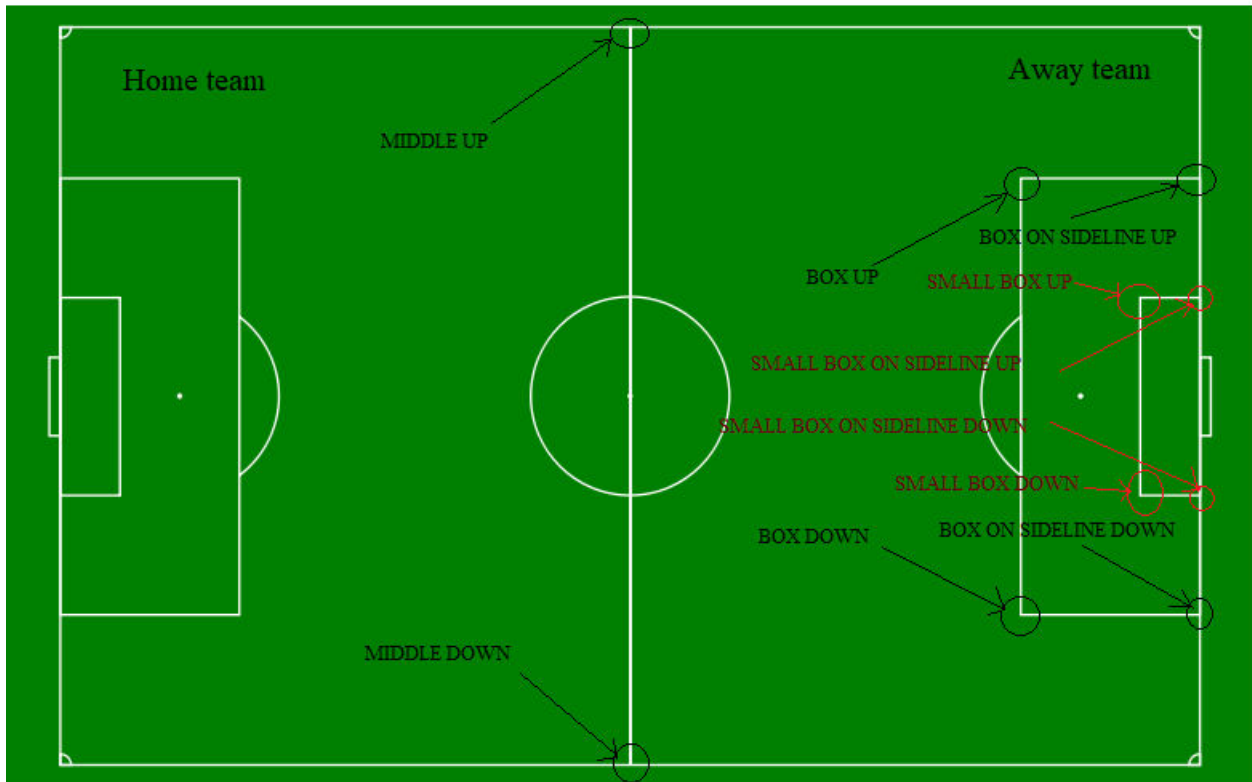 Home team
Away team
MIDDLE UP
BOX ON SIDELINE UP
BOX UP
SMALL BOX UP
SMALL BOX ON SIDELINE UP
SMALL BOX ON SIDELINE DOWN
SMALL BOX DOWN
BOX ON SIDELINE DOWN
BOX DOWN
MIDDLE DOWN